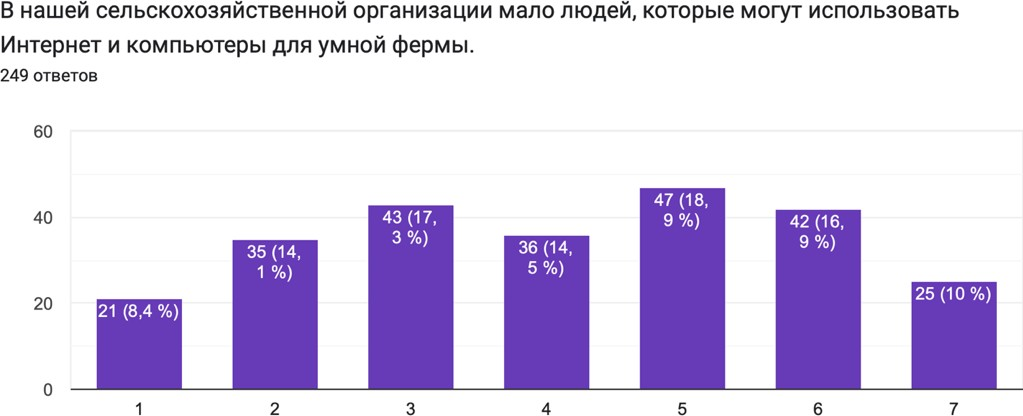 В нашей сельскохозяйственной организации мало людей, которые могут использовать
Интернет и компьютеры для умной фермы.
249 ответов
60
40
20
0
21 (8,4 %)
35 (14,
1 %)
43 (17,
3 %)
36 (14,
5 %)
47 (18,
9 %)
42 (16,
9 %)
25 (10 %)
1 2 3 4 5 6 7